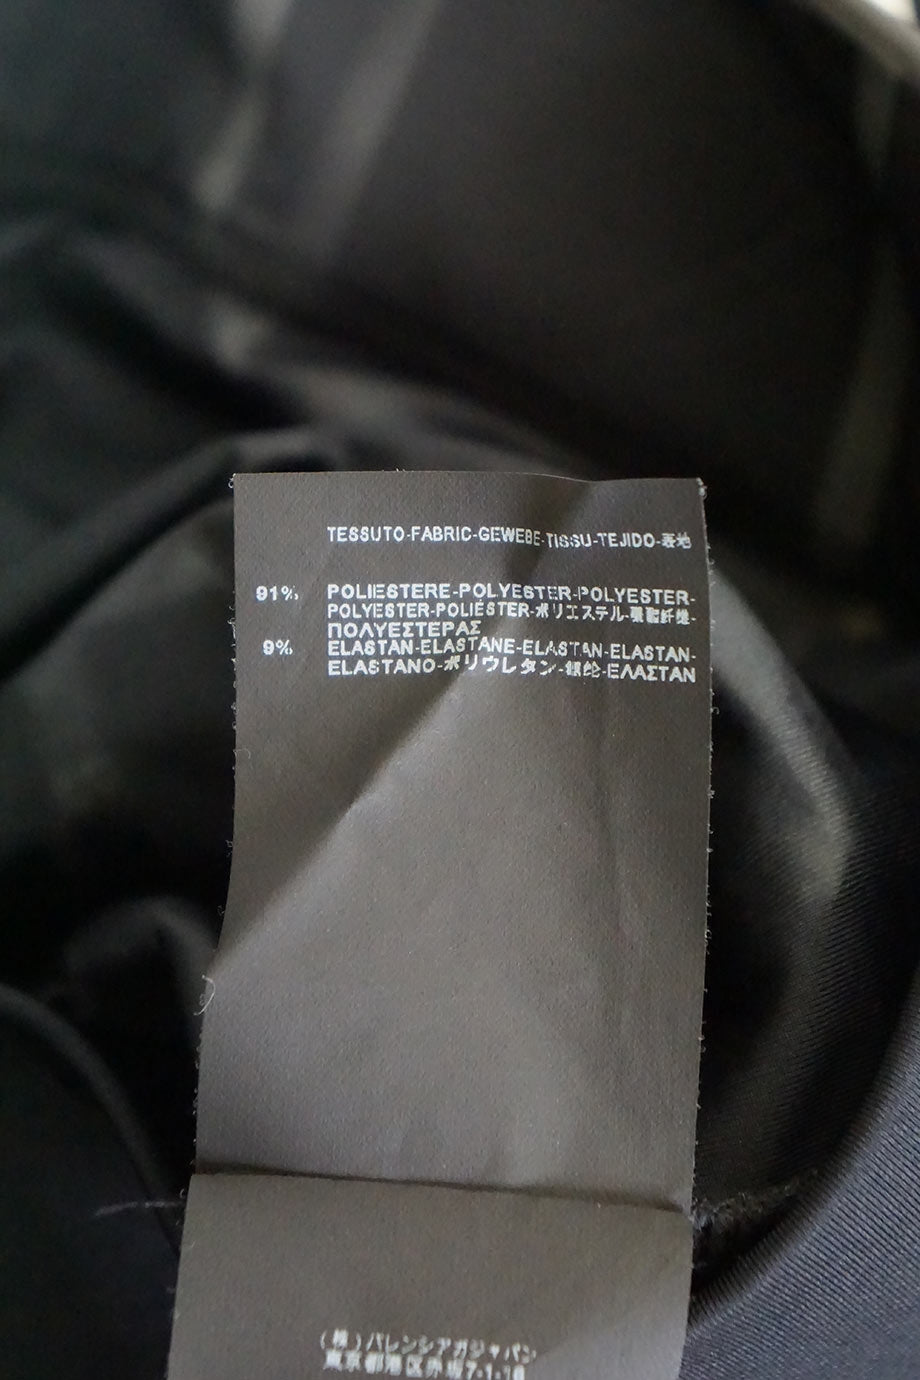 TESSUTO-FABRIC-GEWEBE-TISSU-TEJIDO-表地
91% POLIESTERE-POLYESTER-POLYESTER-
POLYESTER-POLIÉSTER-ポリエステル-聚酯纤维-
ΠΟΛΥΕΣΤΕΡΑΣ
9% ELASTAN-ELASTANE-ELASTAN-ELASTAN-
ELASTANO-ポリウレタン-氨纶-ΕΛΑΣΤΑΝ
(株)バレンシアガジャパン
東京都港区赤坂7-1-16